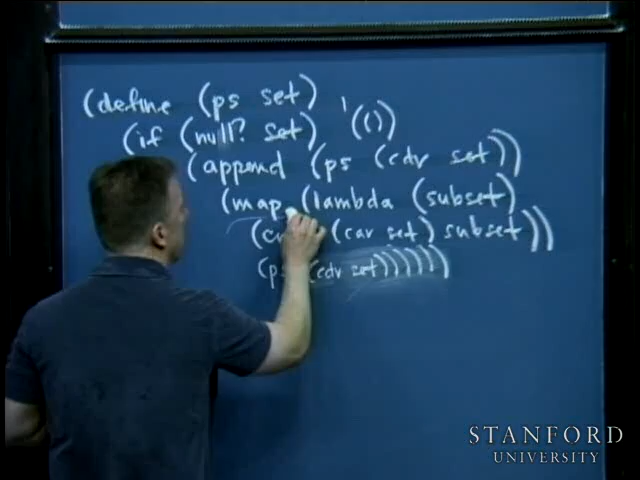 (define (ps set)
(if (null? set) '(())
(append (ps (cdr set))
(map (lambda (subset)
(car set) subset))
(cdr set))))))
STANFORD
UNIVERSITY